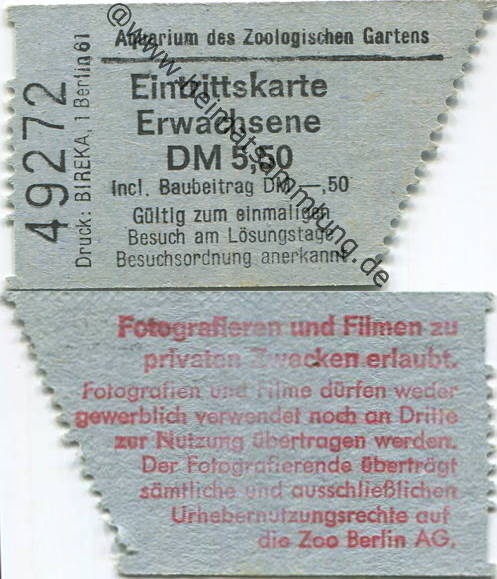 Aquarium des Zoologischen Gartens
Eintrittskarte
Erwachsene
DM 5,50
Incl. Baubeitrag DM —,50
Gültig zum einmaligen
Besuch am Lösungstage
Besuchsordnung anerkannt
49272
Druck: BIREKA, 1 Berlin 61
@www.heimatsammlung.de
Fotografieren und Filmen zu
privaten Zwecken erlaubt.
Fotografien und Filme dürfen weder
gewerblich verwendet noch an Dritte
zur Nutzung übertragen werden.
Der Fotografierende überträgt
sämtliche und ausschließlichen
Urhebernutzungsrechte auf
die Zoo Berlin AG.